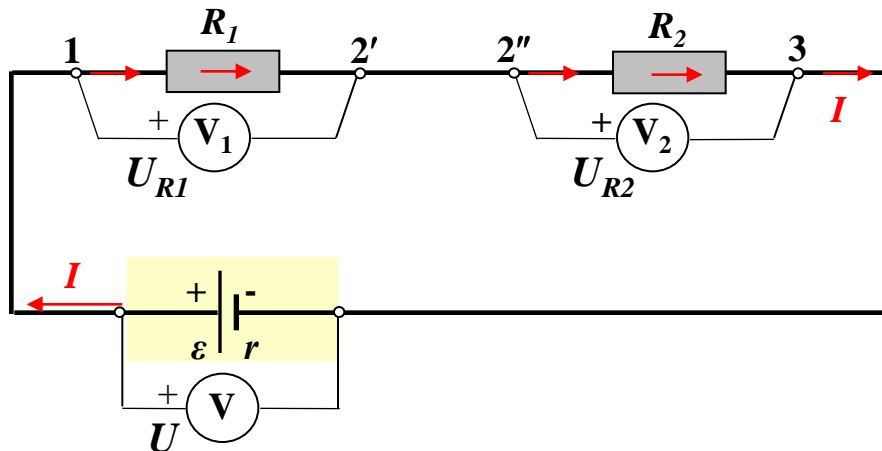 R1 R2
1 2′ 2″ 3
+ V1 + V2 I
UR1 UR2
I
+ -
ε r
+ V
U